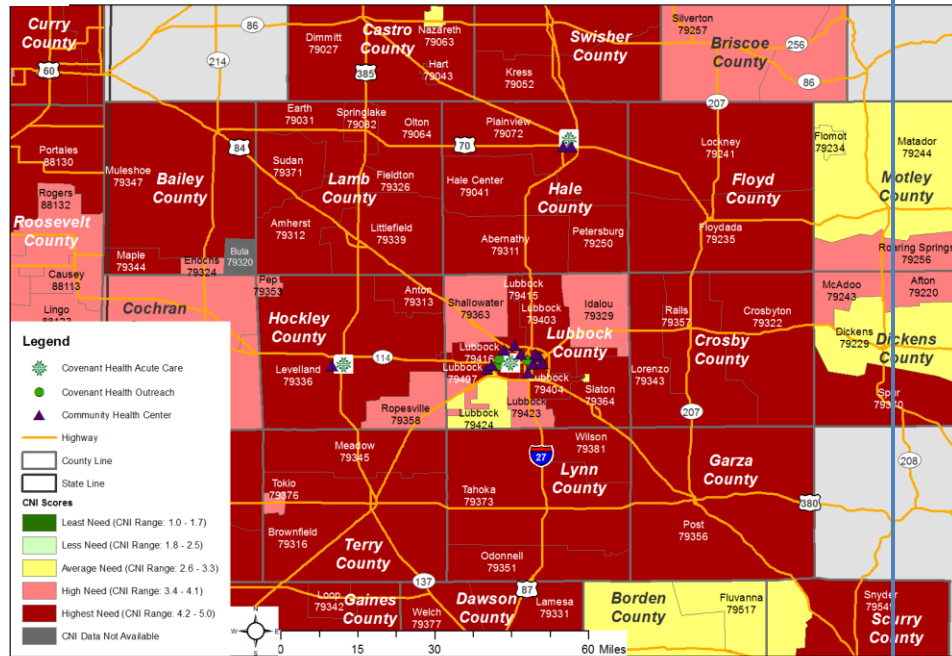 Curry
County
86
Castro
County
Dimmitt
79027
Nazareth
79063
Hart
79043
Swisher
County
Kress
79052
Silverton
79257
Briscoe
County
256
86
60
214
385
207
Earth
79031
Springlake
79082
Olton
79064
Plainview
79072
Lockney
79241
Flomot
79234
Matador
79244
Motley
County
Portales
88130
Muleshoe
79347
84
70
Bailey
County
Sudan
79371
Lamb
County
Fieldton
79326
Hale Center
79041
Hale
County
Floyd
County
Rogers
88132
Roosevelt
County
Amherst
79312
Littlefield
79339
Abernathy
79311
Petersburg
79250
Floydada
79235
Roaring Springs
79256
Maple
79344
Enochs
79324
Bula
79320
Causey
88113
Lingo
88123
Pep
79353
Anton
79313
Shallowater
79363
Lubbock
79415
Lubbock
79403
Idalou
79329
Ralls
79357
Crosbyton
79322
McAdoo
79243
Afton
79220
Cochran
Hockley
County
Lubbock
County
Crosby
County
Dickens
79229
Dickens
County
114
Levelland
79336
Lubbock
79416
Lubbock
79407
Lubbock
79404
Slaton
79364
Lorenzo
79343
Spur
79370
Ropesville
79358
Lubbock
79424
Lubbock
79423
207
Meadow
79345
Wilson
79381
27
Lynn
County
Garza
County
208
Tokio
79376
Tahoka
79373
380
Brownfield
79316
Terry
County
Odonnell
79351
Post
79356
137
87
Loop
79342
Gaines
County
Welch
79377
Dawson
County
Lamesa
79331
Borden
County
Fluvanna
79517
Snyder
79549
Scurry
County
Legend
Covenant Health Acute Care
Covenant Health Outreach
Community Health Center
Highway
County Line
State Line
CNI Scores
Least Need (CNI Range: 1.0 - 1.7)
Less Need (CNI Range: 1.8 - 2.5)
Average Need (CNI Range: 2.6 - 3.3)
High Need (CNI Range: 3.4 - 4.1)
Highest Need (CNI Range: 4.2 - 5.0)
CNI Data Not Available
N
W
E
S
0
15
30
60 Miles